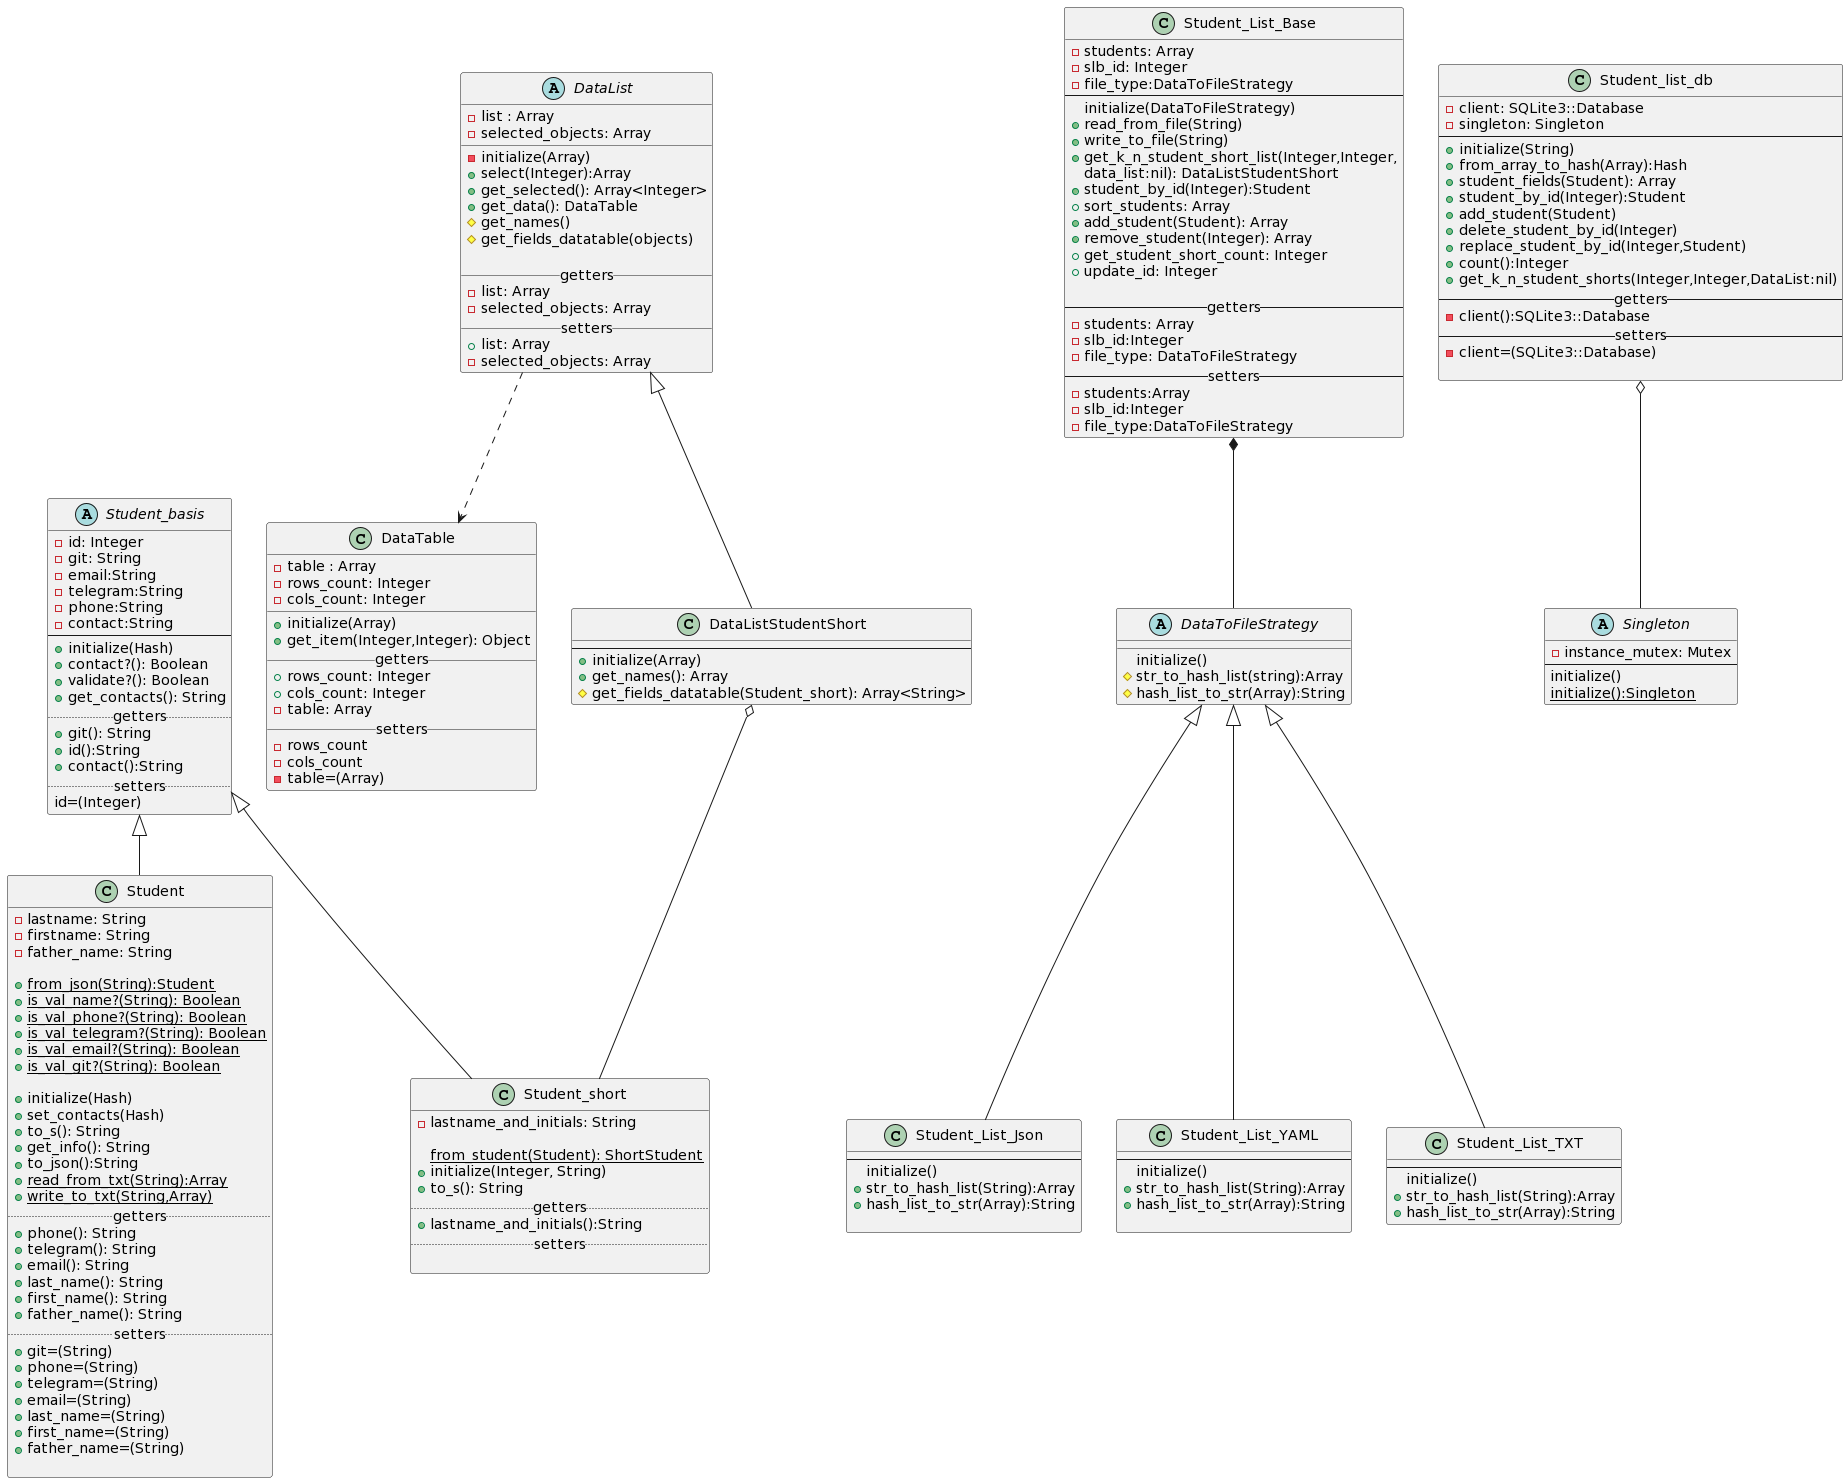 Student_List_Base
students: Array
slb_id: Integer
file_type:DataToFileStrategy
initialize(DataToFileStrategy)
read_from_file(String)
write_to_file(String)
get_k_n_student_short_list(Integer,Integer,
data_list:nil): DataListStudentShort
student_by_id(Integer):Student
sort_students: Array
add_student(Student): Array
remove_student(Integer): Array
get_student_short_count: Integer
update_id: Integer
getters
students: Array
slb_id:Integer
file_type: DataToFileStrategy
setters
students:Array
slb_id:Integer
file_type:DataToFileStrategy
Student_list_db
client: SQLite3::Database
singleton: Singleton
initialize(String)
from_array_to_hash(Array):Hash
student_fields(Student): Array
student_by_id(Integer):Student
add_student(Student)
delete_student_by_id(Integer)
replace_student_by_id(Integer,Student)
count():Integer
get_k_n_student_shorts(Integer,Integer,DataList:nil)
getters
client():SQLite3::Database
setters
client=(SQLite3::Database)
A DataList
list : Array
selected_objects: Array
initialize(Array)
select(Integer):Array
get_selected(): Array<Integer>
get_data(): DataTable
get_names()
get_fields_datatable(objects)
getters
list: Array
selected_objects: Array
setters
list: Array
selected_objects: Array
A Student_basis
id: Integer
git: String
email:String
telegram:String
phone:String
contact:String
initialize(Hash)
contact?(): Boolean
validate?(): Boolean
get_contacts(): String
getters
git(): String
id():String
contact():String
setters
id=(Integer)
C DataTable
table : Array
rows_count: Integer
cols_count: Integer
initialize(Array)
get_item(Integer,Integer): Object
getters
rows_count: Integer
cols_count: Integer
table: Array
setters
rows_count
cols_count
table=(Array)
C DataListStudentShort
initialize(Array)
get_names(): Array
get_fields_datatable(Student_short): Array<String>
A DataToFileStrategy
initialize()
str_to_hash_list(string):Array
hash_list_to_str(Array):String
A Singleton
instance_mutex: Mutex
initialize()
initialize():Singleton
C Student
lastname: String
firstname: String
father_name: String
from_json(String):Student
is_val_name?(String): Boolean
is_val_phone?(String): Boolean
is_val_telegram?(String): Boolean
is_val_email?(String): Boolean
is_val_git?(String): Boolean
initialize(Hash)
set_contacts(Hash)
to_s(): String
get_info(): String
to_json():String
read_from_txt(String):Array
write_to_txt(String,Array)
getters
phone(): String
telegram(): String
email(): String
last_name(): String
first_name(): String
father_name(): String
setters
git=(String)
phone=(String)
telegram=(String)
email=(String)
last_name=(String)
first_name=(String)
father_name=(String)
C Student_short
lastname_and_initials: String
from_student(Student): ShortStudent
initialize(Integer, String)
to_s(): String
getters
lastname_and_initials():String
setters
C Student_List_Json
initialize()
str_to_hash_list(String):Array
hash_list_to_str(Array):String
C Student_List_YAML
initialize()
str_to_hash_list(String):Array
hash_list_to_str(Array):String
C Student_List_TXT
initialize()
str_to_hash_list(String):Array
hash_list_to_str(Array):String